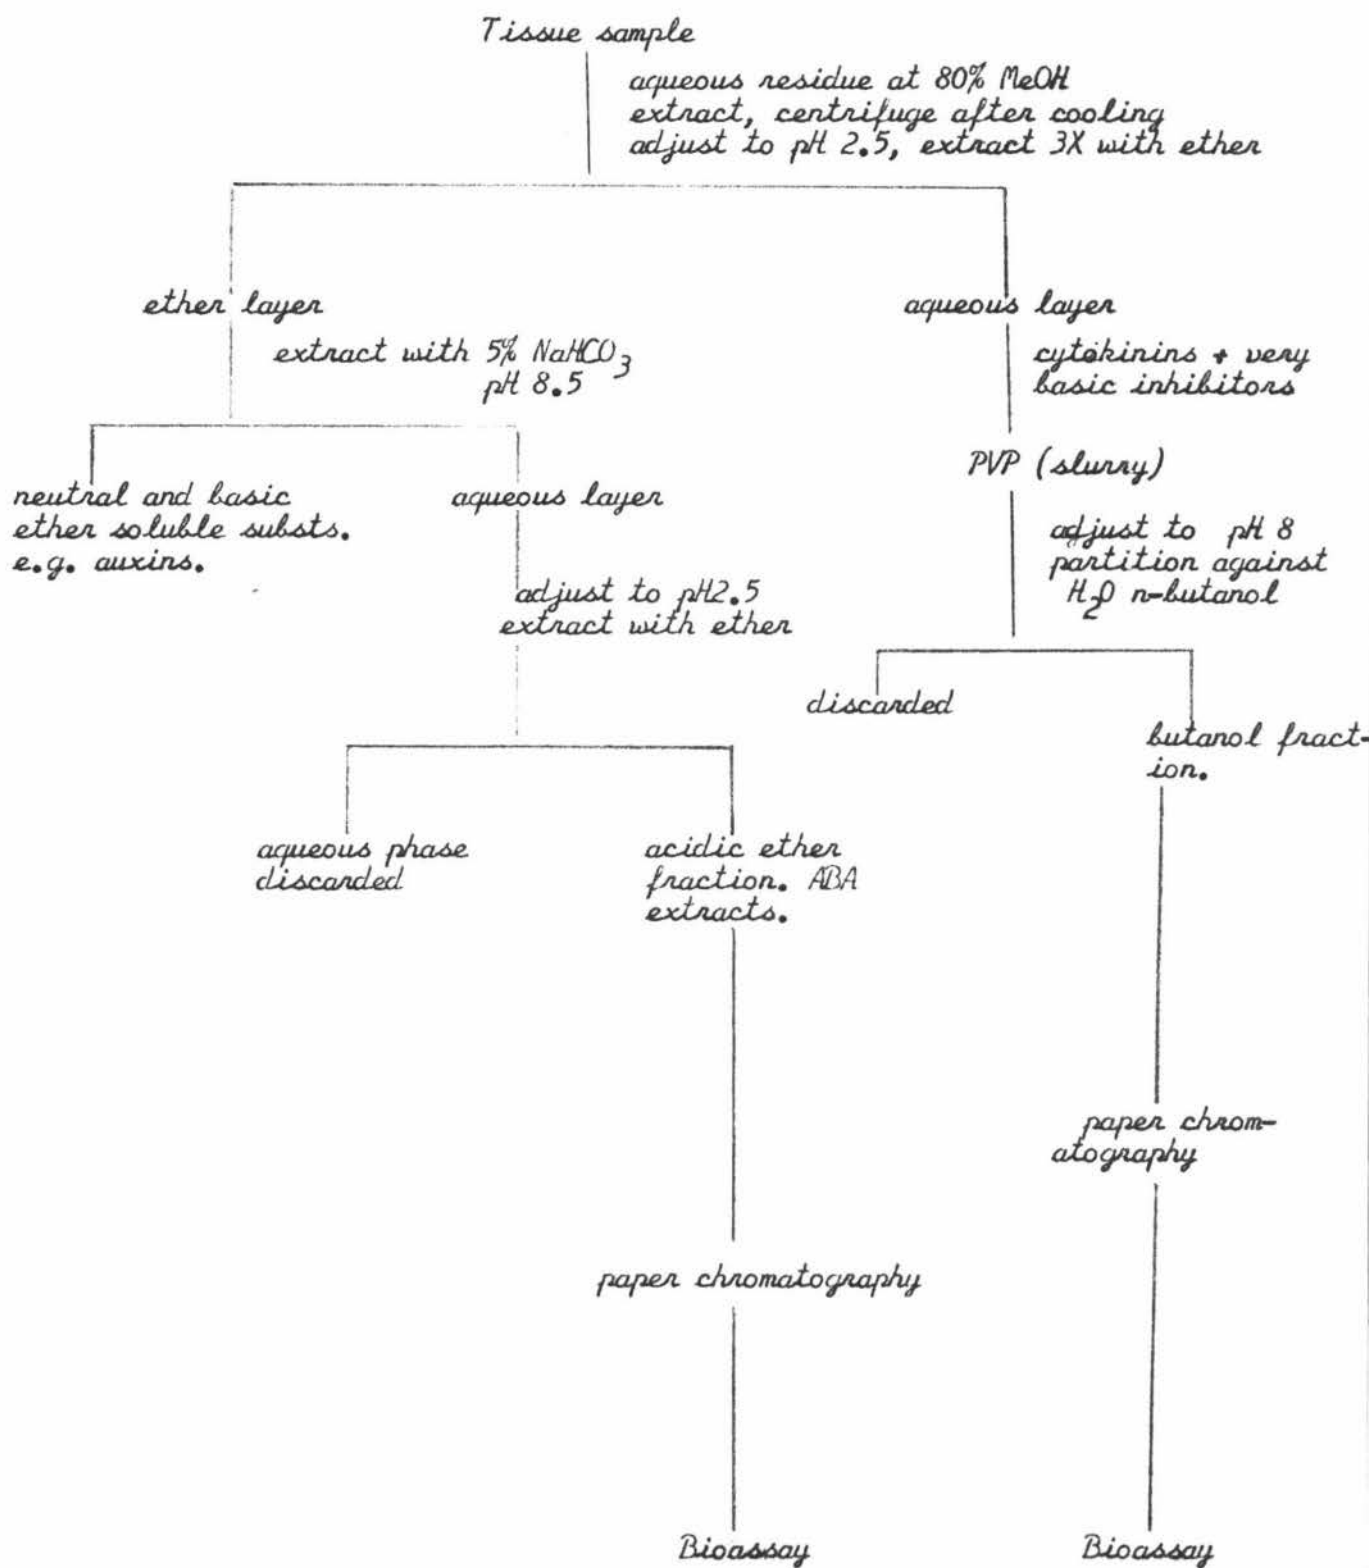 Tissue sample
aqueous residue at 80% MeOH
extract, centrifuge after cooling
adjust to pH 2.5, extract 3X with ether
ether layer
extract with 5% NaHCO3
pH 8.5
neutral and basic
ether soluble substs.
e.g. auxins.
aqueous layer
adjust to pH2.5
extract with ether
aqueous phase
discarded
acidic ether
fraction. ABA
extracts.
paper chromatography
Bioassay
aqueous layer
cytokinins + very
basic inhibitors
PVP (slurry)
adjust to pH 8
partition against
H2O n-butanol
discarded
butanol fract-
ion.
paper chrom-
atography
Bioassay